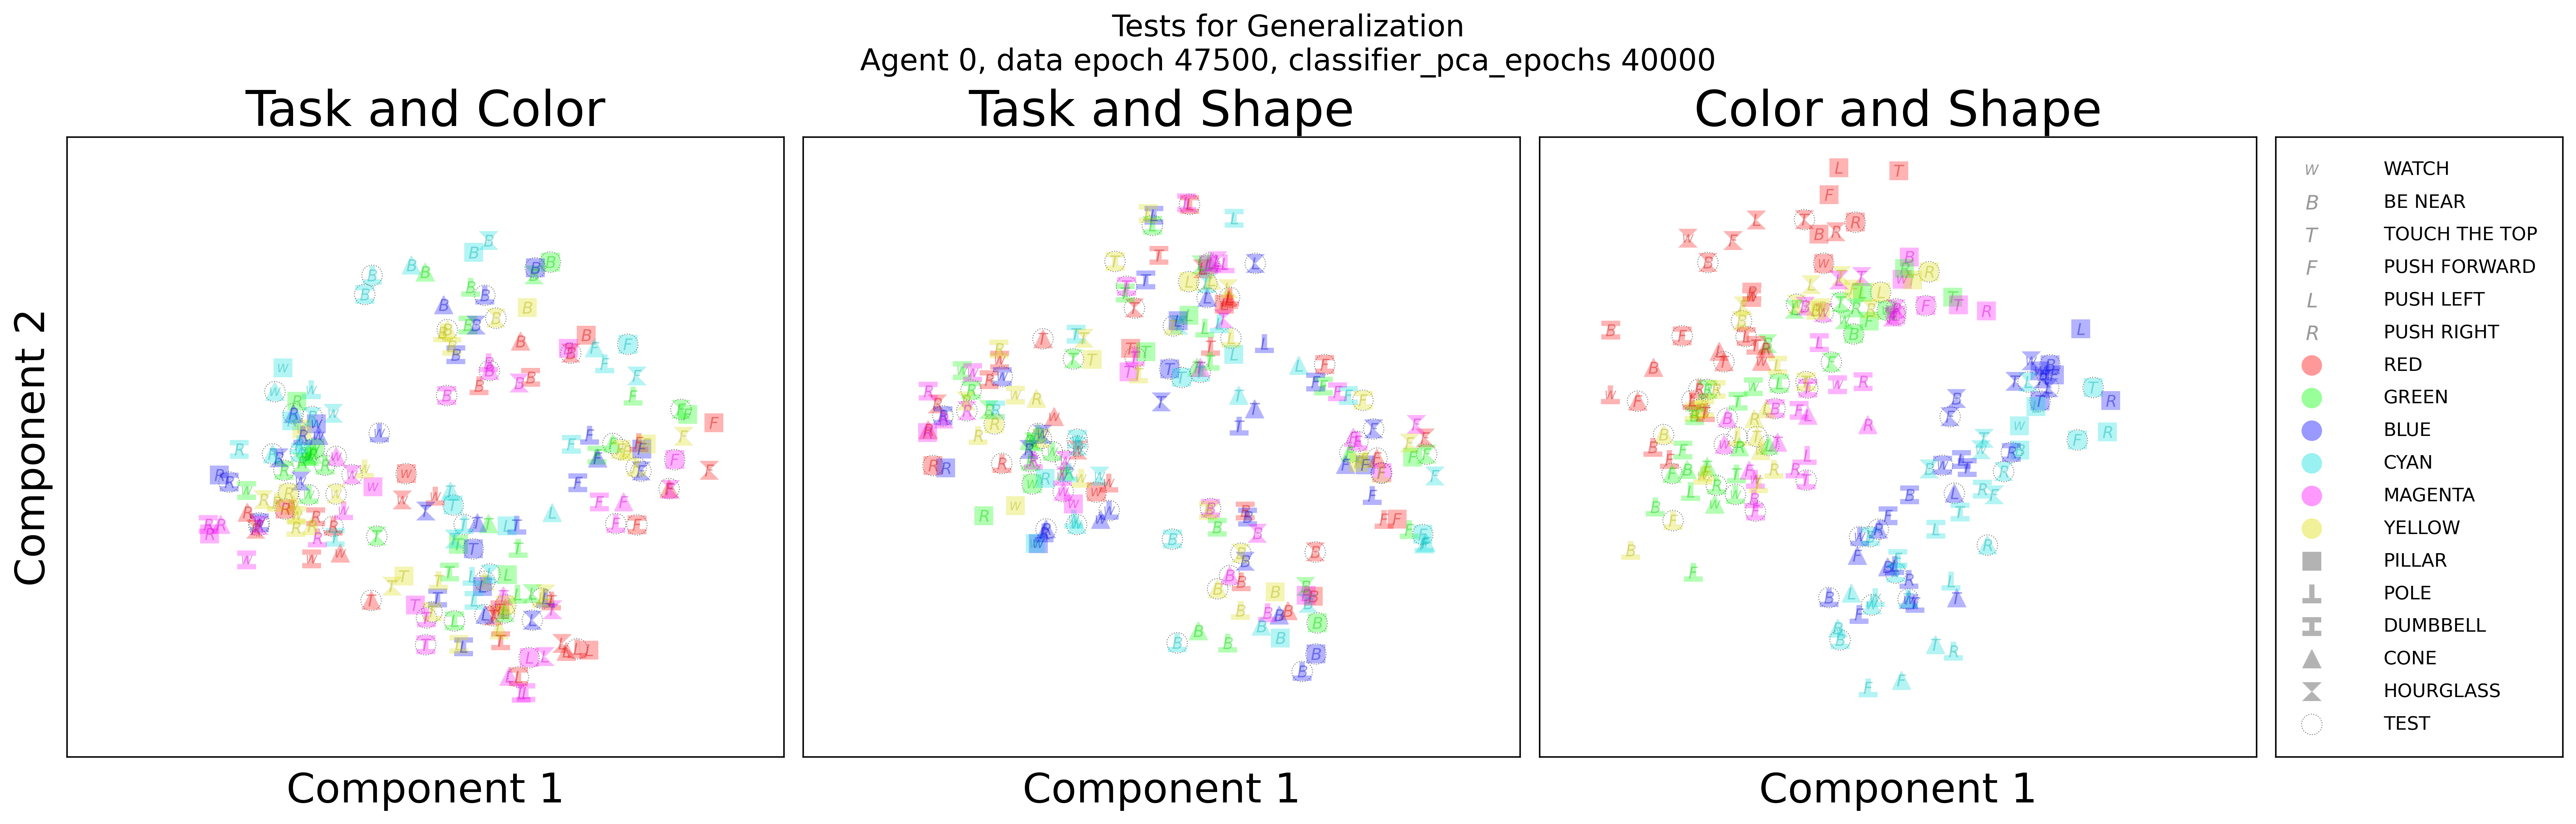 Tests for Generalization
Agent 0, data epoch 47500, classifier_pca_epochs 40000
Task and Color
Task and Shape
Color and Shape
Component 2
Component 1
Component 1
Component 1
W WATCH
B BE NEAR
T TOUCH THE TOP
F PUSH FORWARD
L PUSH LEFT
R PUSH RIGHT
RED
GREEN
BLUE
CYAN
MAGENTA
YELLOW
PILLAR
POLE
DUMBBELL
CONE
HOURGLASS
TEST